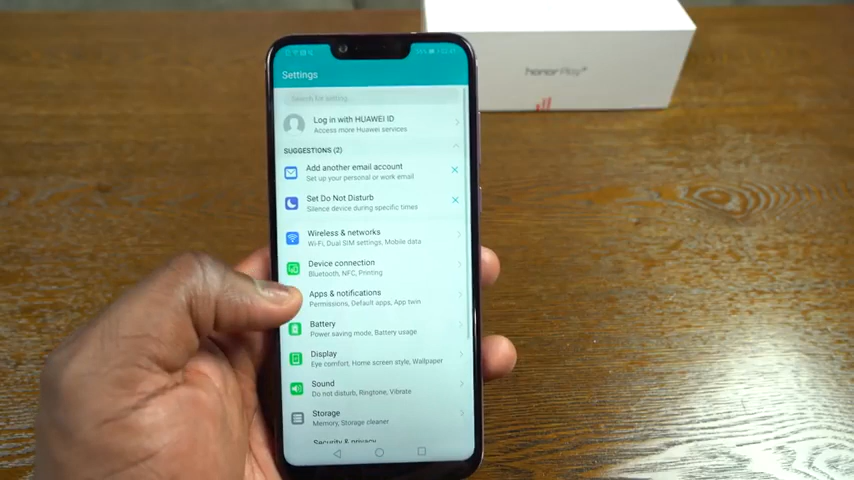 honor Play
Settings
Search for setting...
Log in with HUAWEI ID
Access more Huawei services
SUGGESTIONS (2)
Add another email account
Set up your personal or work email
Set Do Not Disturb
Silence device during specific times
Wireless & networks
Wi-Fi, Dual SIM settings, Mobile data
Device connection
Bluetooth, NFC, Printing
Apps & notifications
Permissions, Default apps, App twin
Battery
Power saving mode, Battery usage
Display
Eye comfort, Home screen style, Wallpaper
Sound
Do not disturb, Ringtone, Vibrate
Storage
Memory, Storage cleaner
Security & privacy